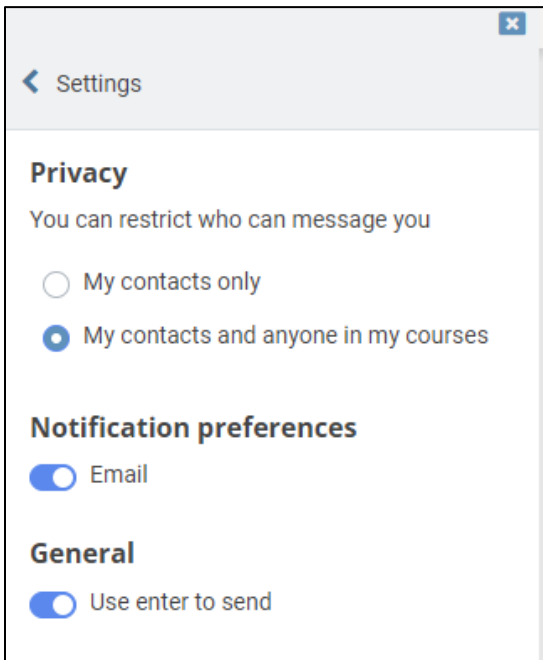 Settings
Privacy
You can restrict who can message you
My contacts only
My contacts and anyone in my courses
Notification preferences
Email
General
Use enter to send